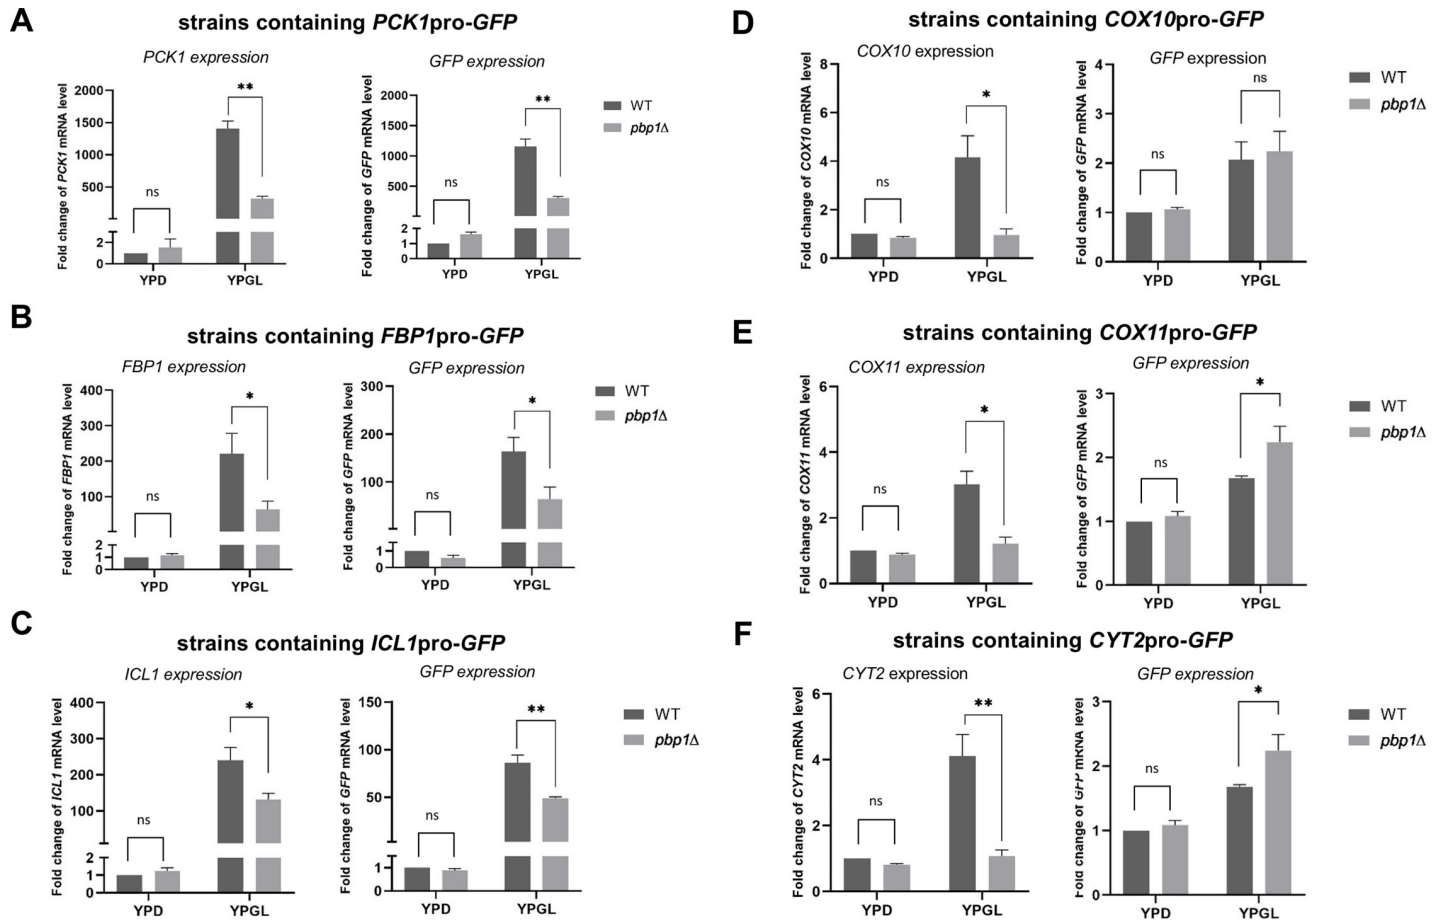 A
strains containing PCK1pro-GFP
PCK1 expression
Fold change of PCK1 mRNA level
2000
1500
1000
500
2
0
ns
**
YPD
YPGL
GFP expression
Fold change of GFP mRNA level
2000
1500
1000
500
2
1
0
ns
**
YPD
YPGL
WT
pbp1Δ
B
strains containing FBP1pro-GFP
FBP1 expression
Fold change of FBP1 mRNA level
400
300
200
100
2
1
0
ns
*
YPD
YPGL
GFP expression
Fold change of GFP mRNA level
300
200
100
1
0
ns
*
YPD
YPGL
WT
pbp1Δ
C
strains containing ICL1pro-GFP
ICL1 expression
Fold change of ICL1 mRNA level
400
300
200
100
2
1
0
ns
*
YPD
YPGL
GFP expression
Fold change of GFP mRNA level
150
100
50
1
0
ns
**
YPD
YPGL
WT
pbp1Δ
D
strains containing COX10pro-GFP
COX10 expression
Fold change of COX10 mRNA level
8
6
4
2
0
ns
*
YPD
YPGL
GFP expression
Fold change of GFP mRNA level
4
3
2
1
0
ns
ns
YPD
YPGL
WT
pbp1Δ
E
strains containing COX11pro-GFP
COX11 expression
Fold change of COX11 mRNA level
6
4
2
0
ns
*
YPD
YPGL
GFP expression
Fold change of GFP mRNA level
3
2
1
0
ns
*
YPD
YPGL
WT
pbp1Δ
F
strains containing CYT2pro-GFP
CYT2 expression
Fold change of CYT2 mRNA level
6
4
2
0
ns
**
YPD
YPGL
GFP expression
Fold change of GFP mRNA level
3
2
1
0
ns
*
YPD
YPGL
WT
pbp1Δ